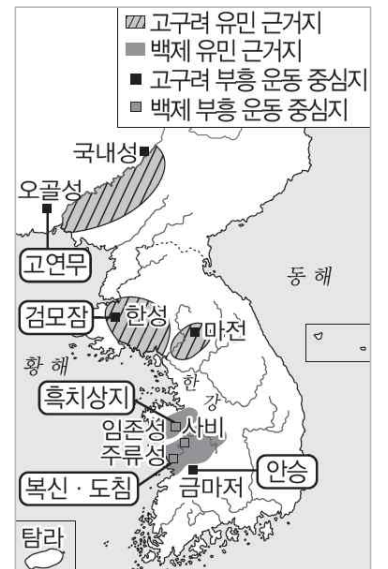 고구려 유민 근거지
백제 유민 근거지
고구려 부흥 운동 중심지
백제 부흥 운동 중심지
국내성
오골성
고연무
동해
검모잠
한성
마전
황해
한강
흑치상지
임존성
사비
주류성
복신·도침
금마저
안승
탐라